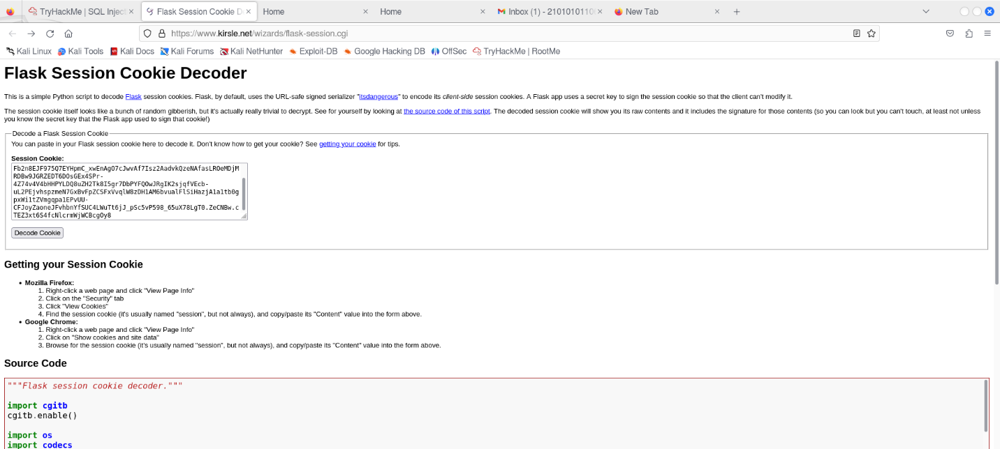 TryHackMe | SQL Inject
Flask Session Cookie D
Home
Home
Inbox (1) - 2101010110
New Tab
https://www.kirsle.net/wizards/flask-session.cgi
Kali Linux Kali Tools Kali Docs Kali Forums Kali NetHunter Exploit-DB Google Hacking DB OffSec TryHackMe | RootMe
Flask Session Cookie Decoder
This is a simple Python script to decode Flask session cookies. Flask, by default, uses the URL-safe signed serializer "itsdangerous" to encode its client-side session cookies. A Flask app uses a secret key to sign the session cookie so that the client can't modify it.
The session cookie itself looks like a bunch of random gibberish, but it's actually really trivial to decrypt. See for yourself by looking at the source code of this script. The decoded session cookie will show you its raw contents and it includes the signature for those contents (so you can look but you can't touch, at least not unless
you know the secret key that the Flask app used to sign that cookie!)
Decode a Flask Session Cookie
You can paste in your Flask session cookie here to decode it. Don't know how to get your cookie? See getting your cookie for tips.
Session Cookie:
Fb2n8EJF975Q7EYHpmC_xwEnAgO7cJwvAf7Isz2AadvkQzeNAfasLROeMDjM
RDBw9JGRZEDT6DOsGEx4SPr-
4Z74v4V4bHHPYLDQ8uZH2Tk8I5gr7DbPYFQOwJRgIK2sjqfVEcb-
uL2PEjvhspzmeN7GxBvFpZCSFxVvqlW8zDH1AM6bvualFlSiHazjA1a1tb0g
pxWi1tZVmgqpa1EPvUU-
CFJoyZaoneJFvhbnYfSUC4LWuTt6jJ_pSc5vP598_65uX78LgT0.ZeCNBw.c
TEZ3xt6S4fcNlcrmWjWCBcgOy8
Decode Cookie
Getting your Session Cookie
• Mozilla Firefox:
1. Right-click a web page and click "View Page Info"
2. Click on the "Security" tab
3. Click "View Cookies"
4. Find the session cookie (it's usually named "session", but not always), and copy/paste its "Content" value into the form above.
• Google Chrome:
1. Right-click a web page and click "View Page Info"
2. Click on "Show cookies and site data"
3. Browse for the session cookie (it's usually named "session", but not always), and copy/paste its "Content" value into the form above.
Source Code
"""Flask session cookie decoder."""
import cgitb
cgitb.enable()
import os
import codecs